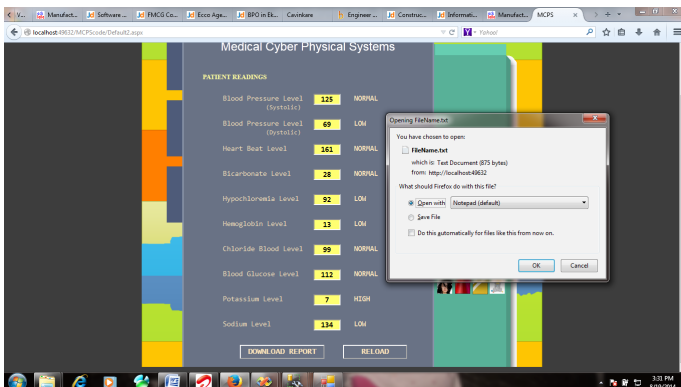 V...
Manufact...
Software ...
FMCG Co...
Ecco Age...
BPO in Ek...
Cavinkare
Engineer ...
Construc...
Informati...
Manufact...
MCPS
localhost:49632/MCPScode/Default2.aspx
Yahoo!
Medical Cyber Physical Systems
PATIENT READINGS
Blood Pressure Level 125 NORMAL
(Systolic)
Blood Pressure Level 69 LOW
(Dystolic)
Heart Beat Level 161 NORMAL
Bicarbonate Level 28 NORMAL
Hypochloremia Level 92 LOW
Hemoglobin Level 13 LOW
Chloride Blood Level 99 NORMAL
Blood Glucose Level 112 NORMAL
Potassium Level 7 HIGH
Sodium Level 134 LOW
DOWNLOAD REPORT RELOAD
Opening FileName.txt
You have chosen to open:
FileName.txt
which is: Text Document (875 bytes)
from: http://localhost:49632
What should Firefox do with this file?
Open with Notepad (default)
Save File
Do this automatically for files like this from now on.
OK Cancel
3:31 PM